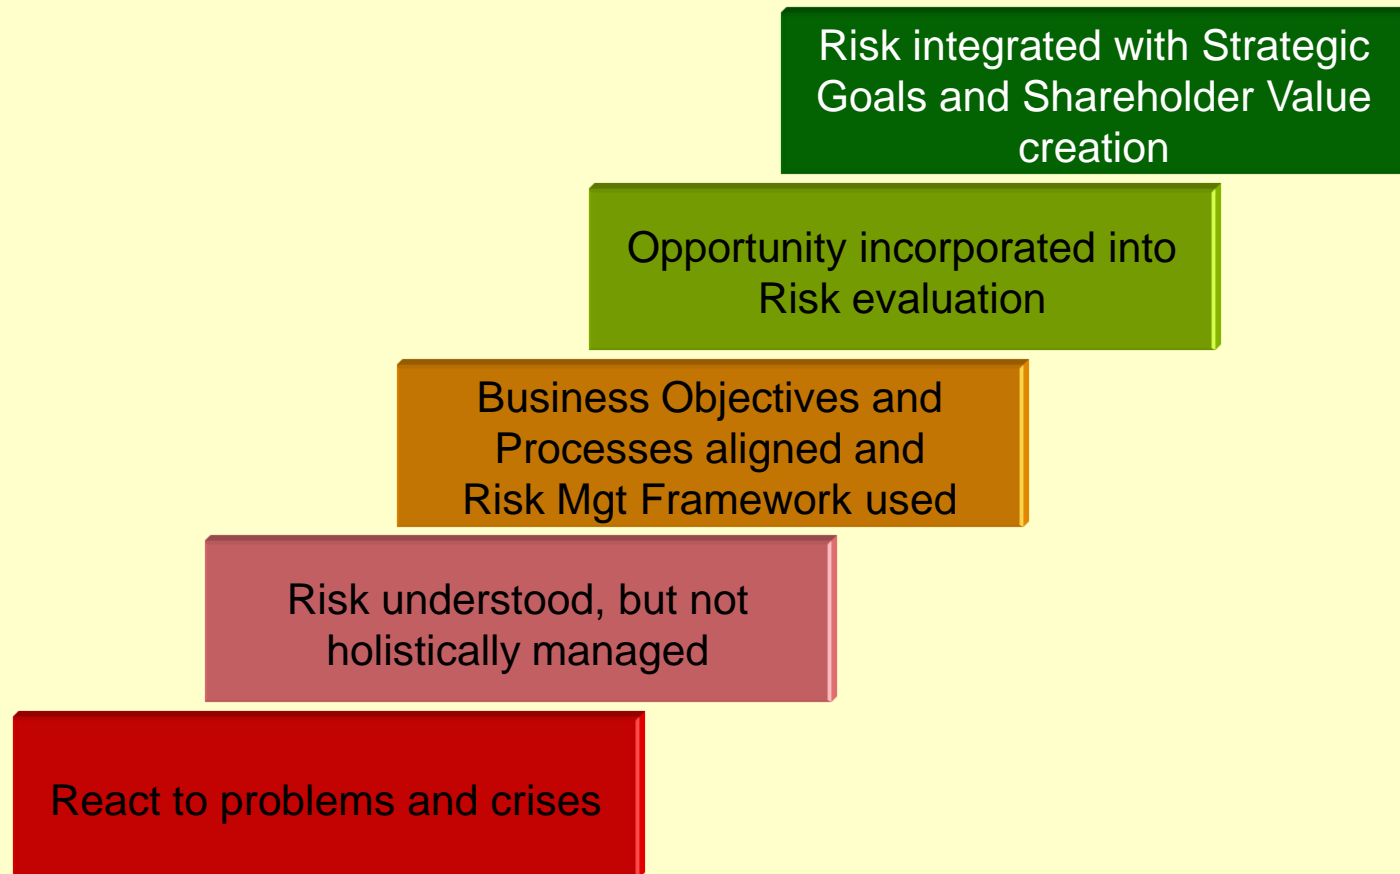 Risk integrated with Strategic
Goals and Shareholder Value
creation
Opportunity incorporated into
Risk evaluation
Business Objectives and
Processes aligned and
Risk Mgt Framework used
Risk understood, but not
holistically managed
React to problems and crises